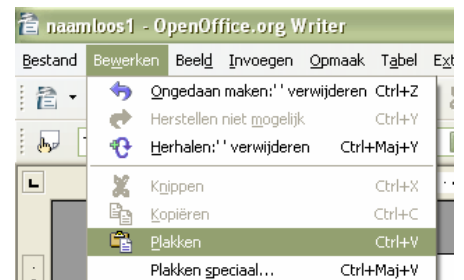 naamloos1 - OpenOffice.org Writer
Bestand Bewerken Beeld Invoegen Opmaak Tabel Ext
Ongedaan maken:' ' verwijderen Ctrl+Z
Herstellen niet mogelijk Ctrl+Y
Herhalen:' ' verwijderen Ctrl+Maj+Y
Knippen Ctrl+X
Kopiëren Ctrl+C
Plakken Ctrl+V
Plakken speciaal... Ctrl+Maj+V